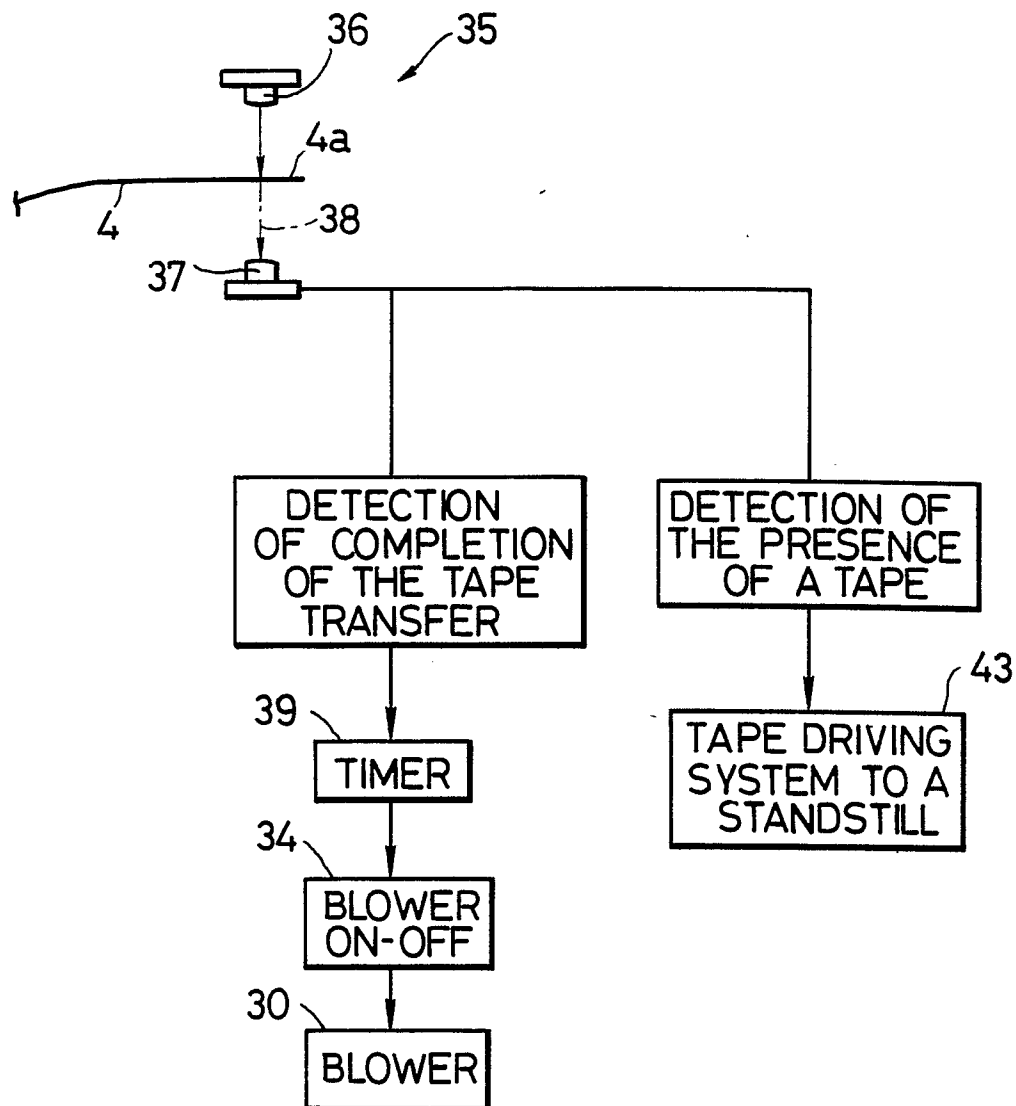 36
35
4a
4
38
37
DETECTION
OF COMPLETION
OF THE TAPE
TRANSFER
DETECTION OF
THE PRESENCE
OF A TAPE
39
TIMER
43
TAPE DRIVING
SYSTEM TO A
STANDSTILL
34
BLOWER
ON-OFF
30
BLOWER